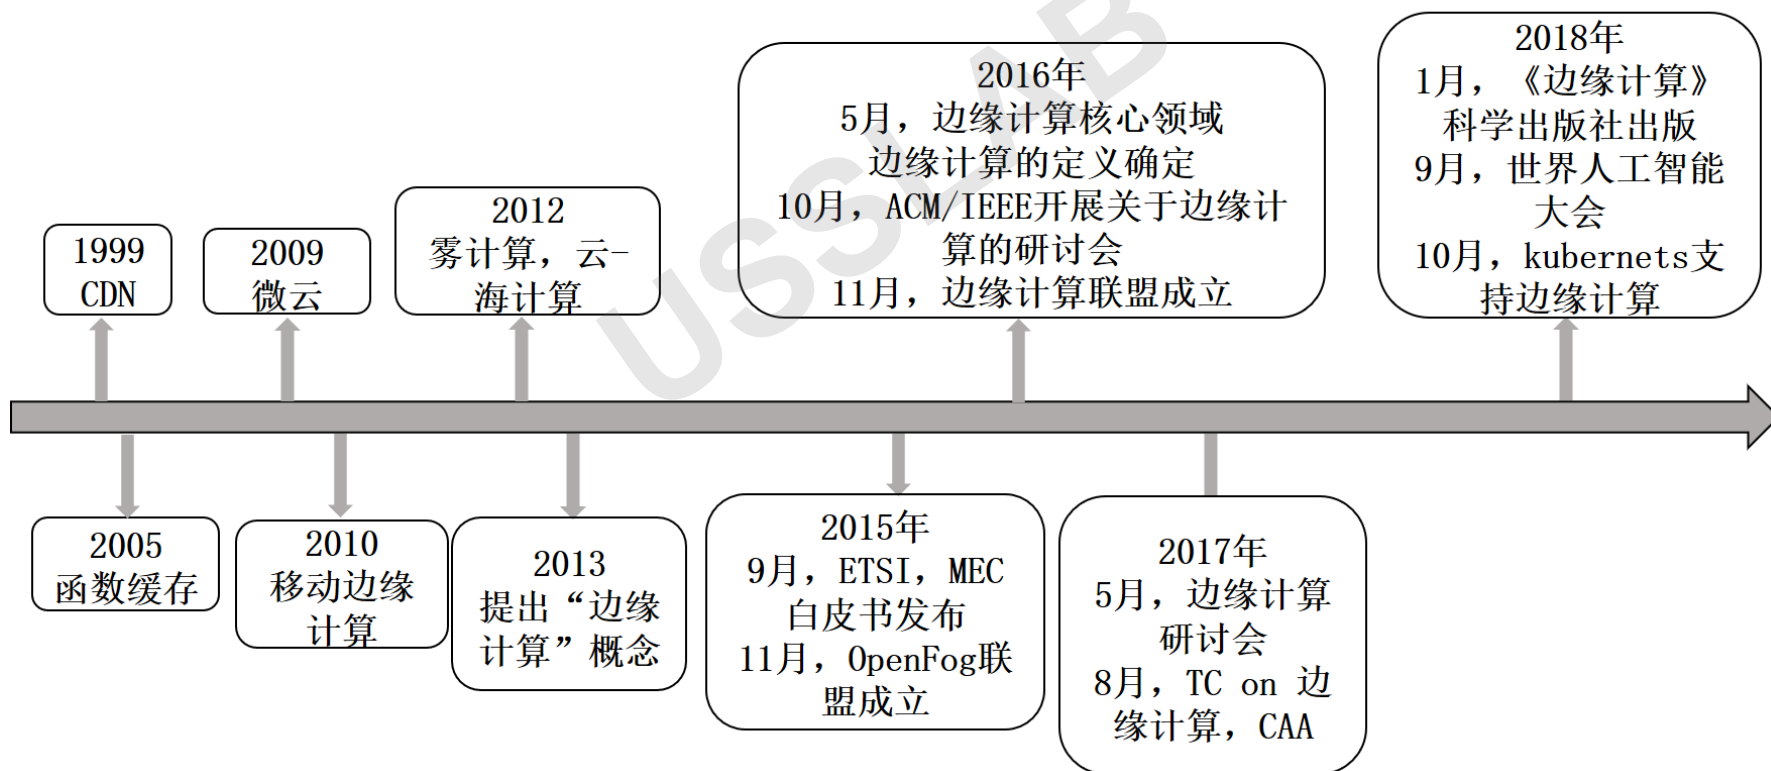 1999
CDN
2009
微云
2012
雾计算，云-
海计算
2016年
5月，边缘计算核心领域
边缘计算的定义确定
10月，ACM/IEEE开展关于边缘计
算的研讨会
11月，边缘计算联盟成立
2018年
1月，《边缘计算》
科学出版社出版
9月，世界人工智能
大会
10月，kubernets支
持边缘计算
2005
函数缓存
2010
移动边缘
计算
2013
提出“边缘
计算”概念
2015年
9月，ETSI，MEC
白皮书发布
11月，OpenFog联
盟成立
2017年
5月，边缘计算
研讨会
8月，TC on 边
缘计算，CAA
USSLAB